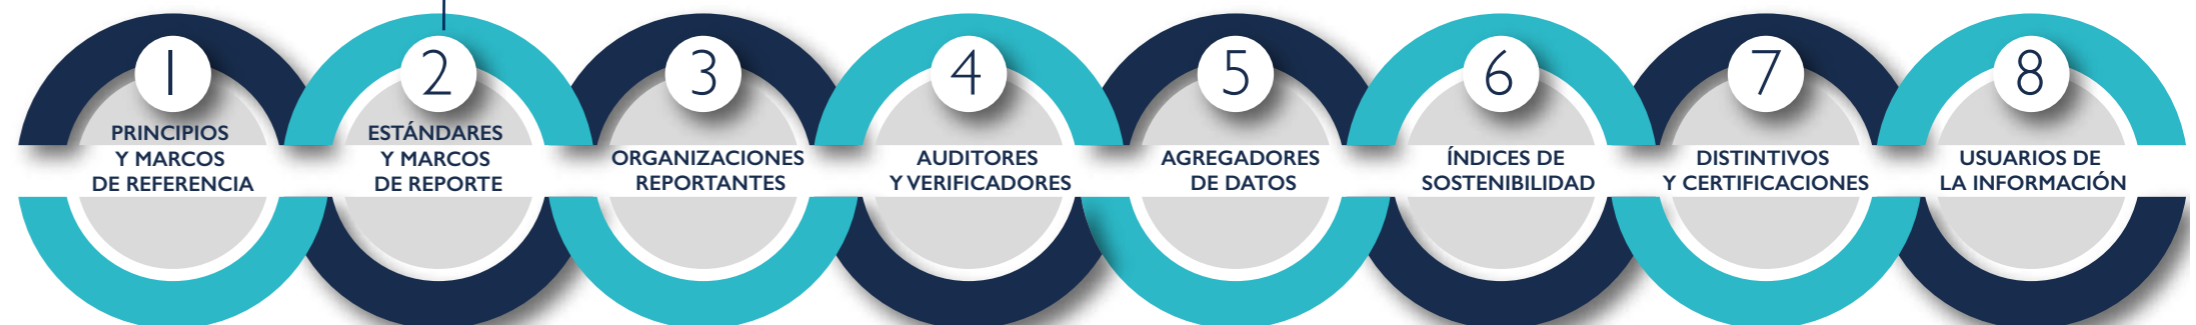 1
PRINCIPIOS
Y MARCOS
DE REFERENCIA
2
ESTÁNDARES
Y MARCOS
DE REPORTE
3
ORGANIZACIONES
REPORTANTES
4
AUDITORES
Y VERIFICADORES
5
AGREGADORES
DE DATOS
6
ÍNDICES DE
SOSTENIBILIDAD
7
DISTINTIVOS
Y CERTIFICACIONES
8
USUARIOS DE
LA INFORMACIÓN